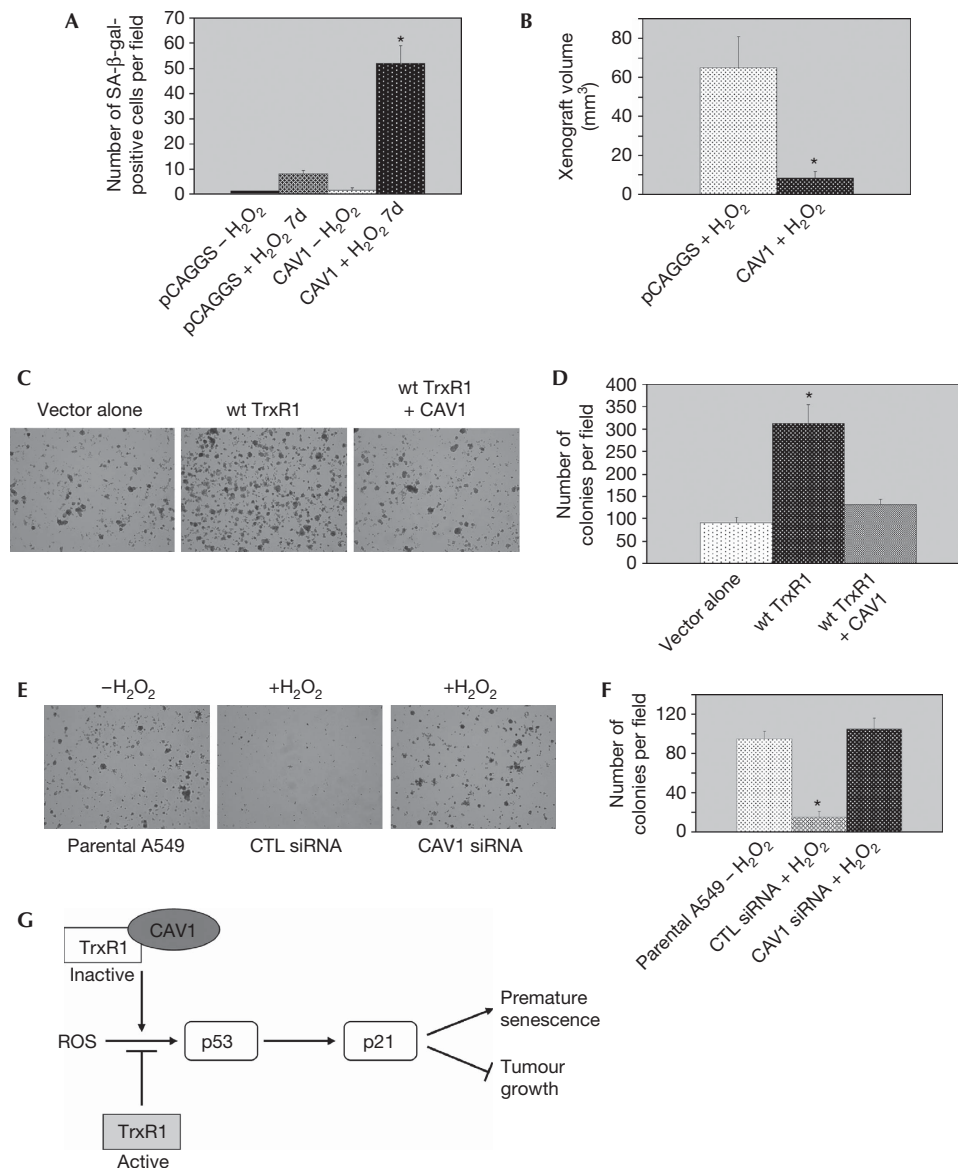 A
Number of SA-β-gal-
positive cells per field
70
60
50
40
30
20
10
0
*
pCAGGS – H₂O₂
pCAGGS + H₂O₂ 7d
CAV1 – H₂O₂
CAV1 + H₂O₂ 7d
B
Xenograft volume
(mm³)
80
60
40
20
0
*
pCAGGS + H₂O₂
CAV1 + H₂O₂
C
Vector alone
wt TrxR1
wt TrxR1
+ CAV1
D
Number of
colonies per field
400
350
300
250
200
150
100
50
0
*
Vector alone
wt TrxR1
wt TrxR1
+ CAV1
E
–H₂O₂
+H₂O₂
+H₂O₂
Parental A549
CTL siRNA
CAV1 siRNA
F
Number of
colonies per field
120
80
40
0
*
Parental A549 – H₂O₂
CTL siRNA + H₂O₂
CAV1 siRNA + H₂O₂
G
CAV1
TrxR1
Inactive
ROS
p53
p21
Premature
senescence
Tumour
growth
TrxR1
Active